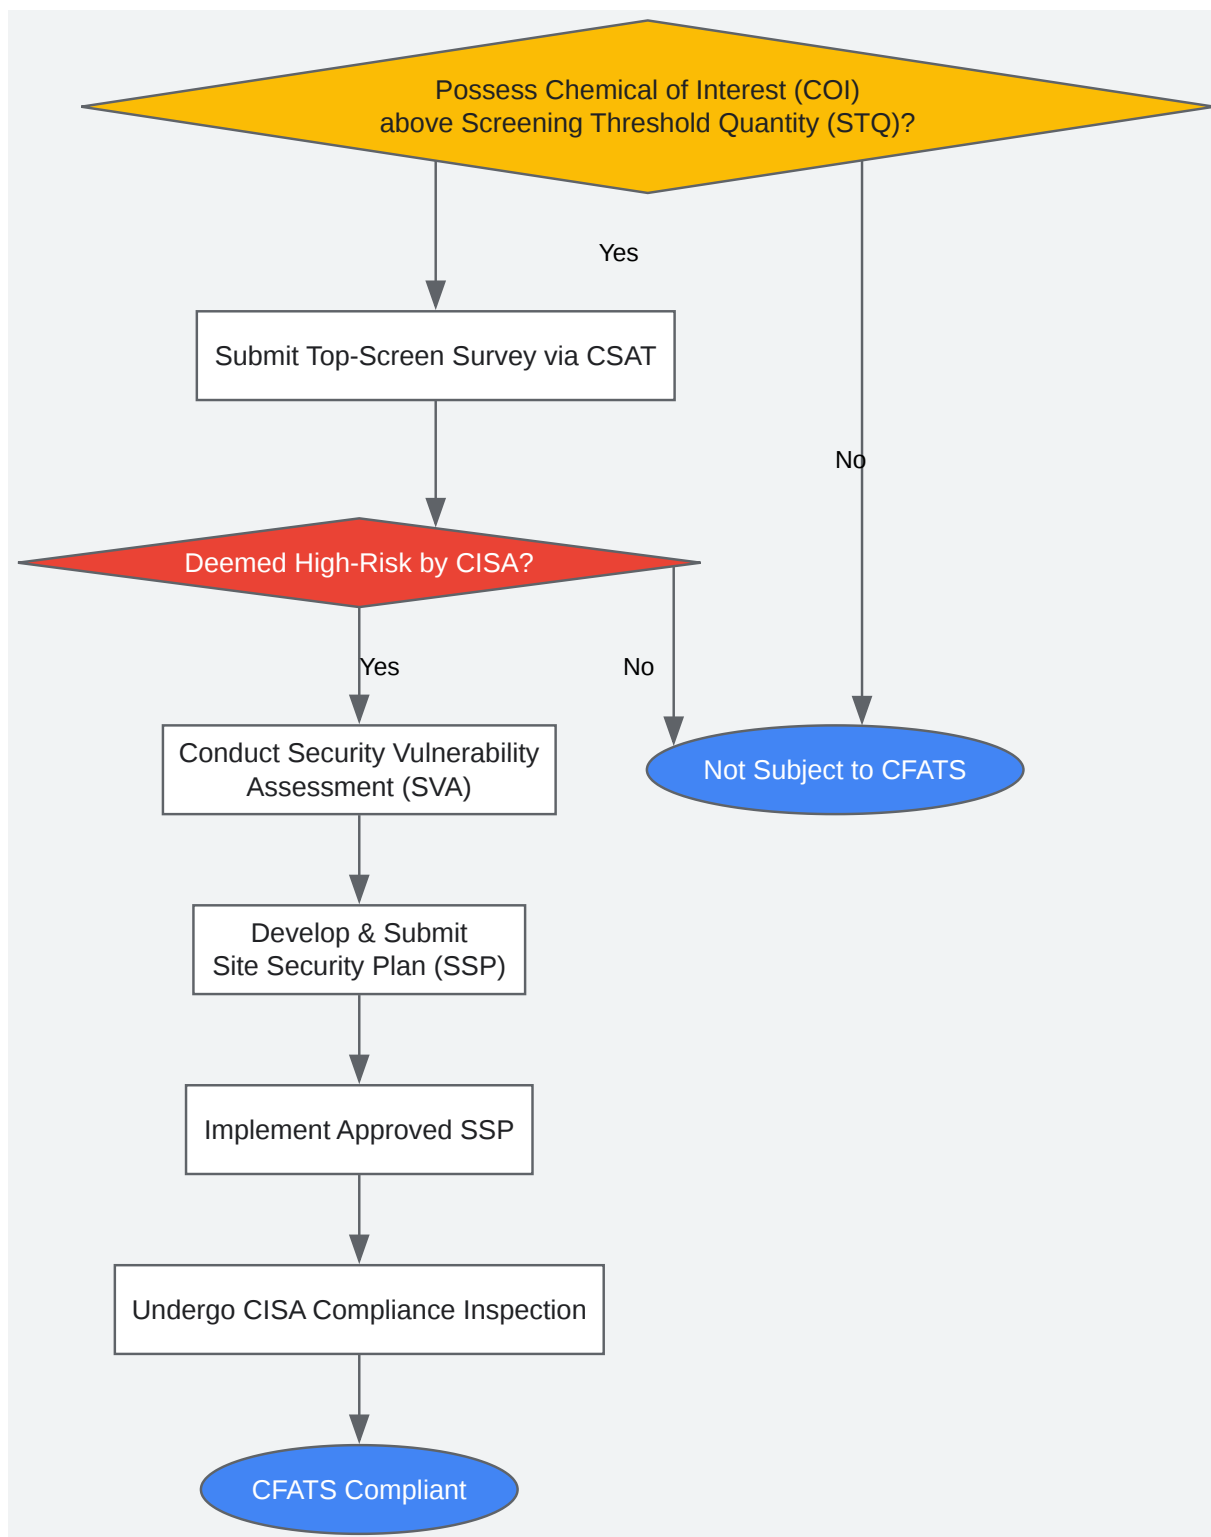 Possess Chemical of Interest (COI)
above Screening Threshold Quantity (STQ)?
Yes
Submit Top-Screen Survey via CSAT
No
Deemed High-Risk by CISA?
Yes
No
Conduct Security Vulnerability
Assessment (SVA)
Not Subject to CFATS
Develop & Submit
Site Security Plan (SSP)
Implement Approved SSP
Undergo CISA Compliance Inspection
CFATS Compliant